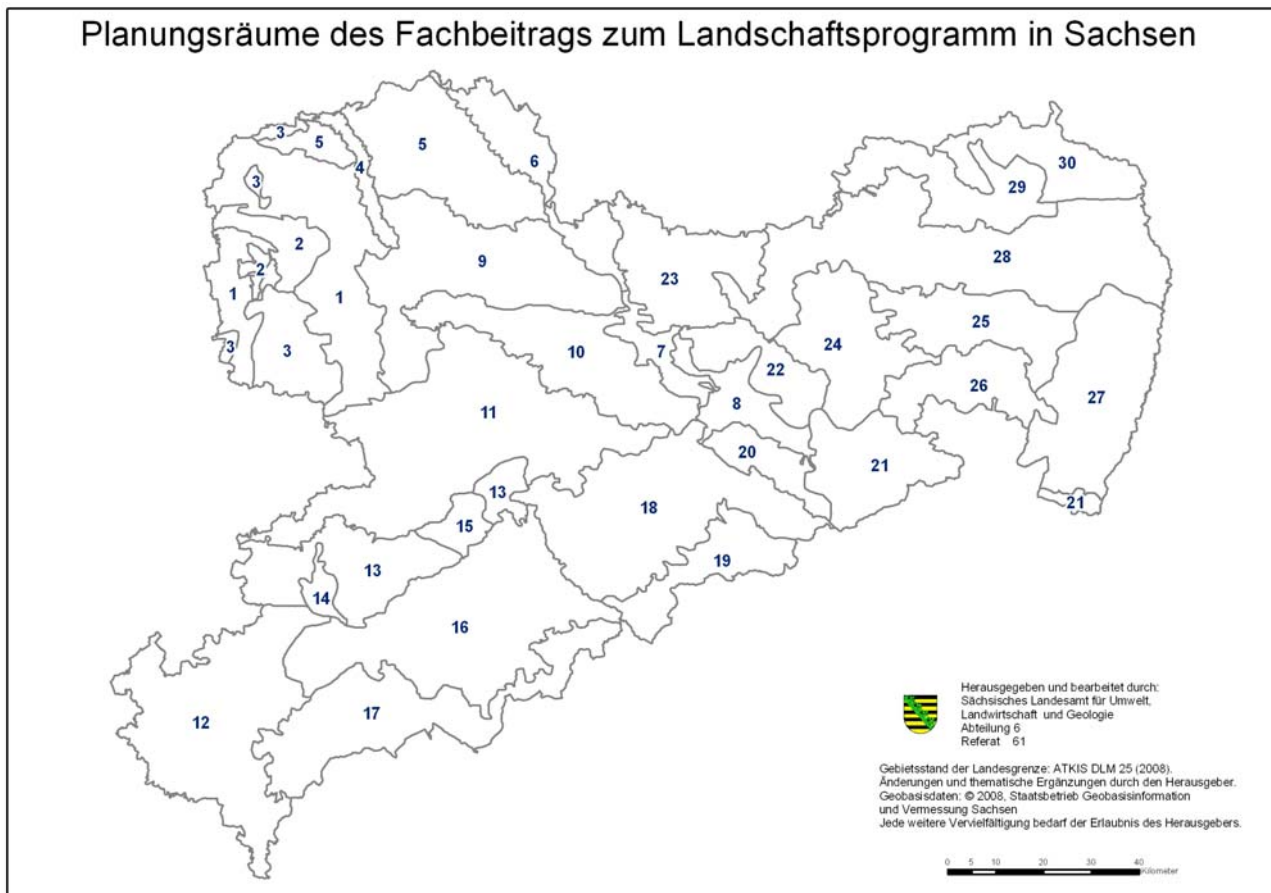 Planungsräume des Fachbeitrags zum Landschaftsprogramm in Sachsen
3
5
5
4
6
3
30
29
2
2
9
23
28
1
1
3
3
7
10
22
24
25
26
8
27
11
20
21
21
13
15
18
13
14
19
16
12
17
Herausgegeben und bearbeitet durch:
Sächsisches Landesamt für Umwelt,
Landwirtschaft und Geologie
Abteilung 6
Referat 61
Gebietsstand der Landesgrenze: ATKIS DLM 25 (2008).
Änderungen und thematische Ergänzungen durch den Herausgeber.
Geobasisdaten: © 2008, Staatsbetrieb Geobasisinformation
und Vermessung Sachsen
Jede weitere Vervielfältigung bedarf der Erlaubnis des Herausgebers.
0 5 10 20 30 40
Kilometer